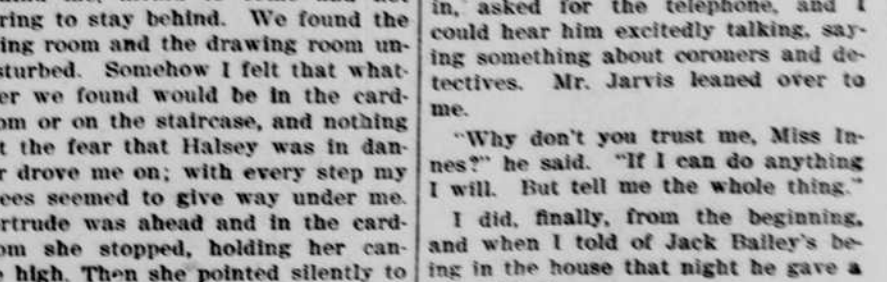 ring to stay behind. We found the
ing room and the drawing room un-
sturbed. Somehow I felt that what-
er we found would be in the card-
om or on the staircase, and nothing
t the fear that Halsey was in dan-
r drove me on; with every step my
ees seemed to give way under me.
rtrude was ahead and in the card-
om she stopped, holding her can-
e high. Then she pointed silently to
in, asked for the telephone, and I
could hear him excitedly talking, say-
ing something about coroners and de-
tectives. Mr. Jarvis leaned over to
me.
"Why don't you trust me, Miss In-
nes?" he said. "If I can do anything
I will. But tell me the whole thing."
I did, finally, from the beginning,
and when I told of Jack Bailey's be-
ing in the house that night he gave a